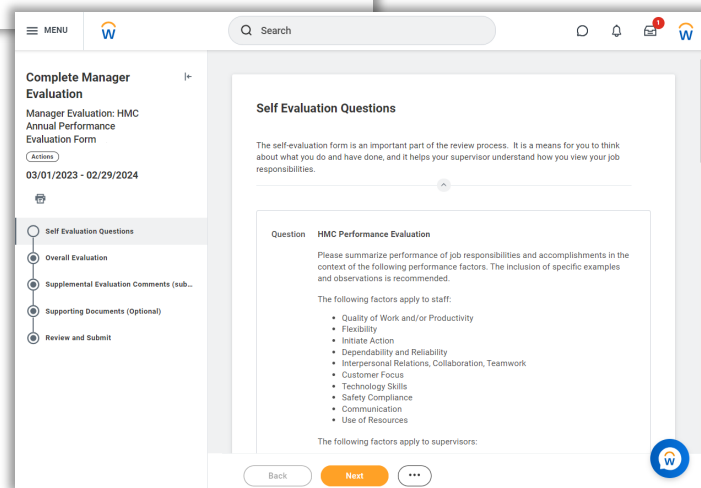 MENU
Search
1
Complete Manager
Evaluation
Manager Evaluation: HMC
Annual Performance
Evaluation Form
Actions
03/01/2023 - 02/29/2024
Self Evaluation Questions
Overall Evaluation
Supplemental Evaluation Comments (sub...
Supporting Documents (Optional)
Review and Submit
Self Evaluation Questions
The self-evaluation form is an important part of the review process. It is a means for you to think
about what you do and have done, and it helps your supervisor understand how you view your job
responsibilities.
Question HMC Performance Evaluation
Please summarize performance of job responsibilities and accomplishments in the
context of the following performance factors. The inclusion of specific examples
and observations is recommended.
The following factors apply to staff:
• Quality of Work and/or Productivity
• Flexibility
• Initiate Action
• Dependability and Reliability
• Interpersonal Relations, Collaboration, Teamwork
• Customer Focus
• Technology Skills
• Safety Compliance
• Communication
• Use of Resources
The following factors apply to supervisors:
Back
Next